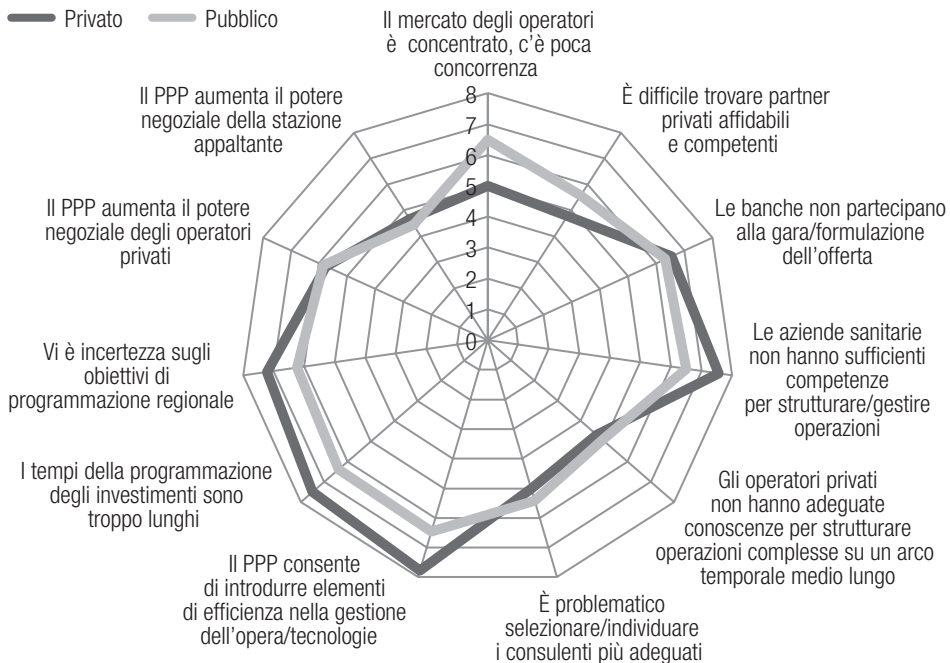 Privato
Pubblico
Il mercato degli operatori
è concentrato, c'è poca
concorrenza
È difficile trovare partner
privati affidabili
e competenti
Le banche non partecipano
alla gara/formulazione
dell'offerta
Le aziende sanitarie
non hanno sufficienti
competenze
per strutturare/gestire
operazioni
Gli operatori privati
non hanno adeguate
conoscenze per strutturare
operazioni complesse su un arco
temporale medio lungo
È problematico
selezionare/individuare
i consulenti più adeguati
Il PPP consente
di introdurre elementi
di efficienza nella gestione
dell'opera/tecnologie
I tempi della programmazione
degli investimenti sono
troppo lunghi
Vi è incertezza sugli
obiettivi di
programmazione regionale
Il PPP aumenta il potere
negoziale degli operatori
privati
Il PPP aumenta il potere
negoziale della stazione
appaltante
8
7
6
5
4
3
2
1
0